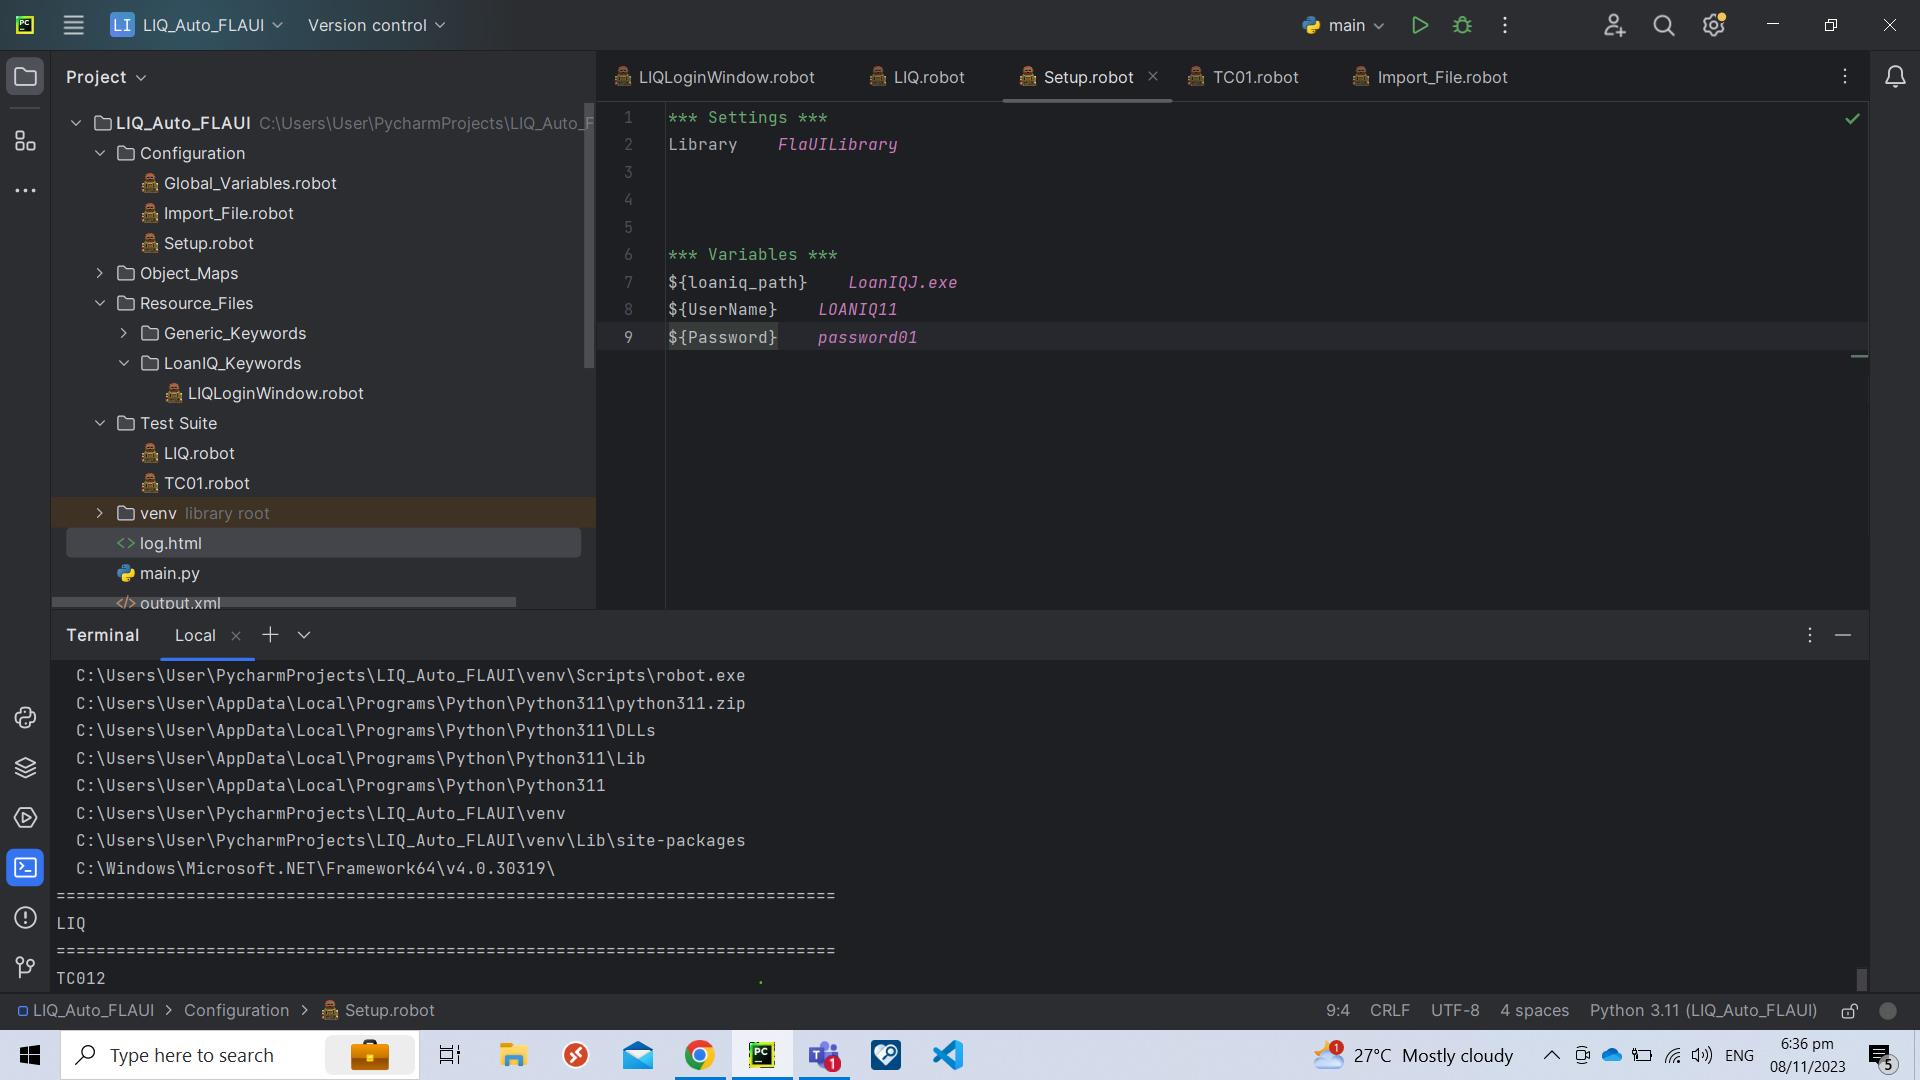 PC
LI
LIQ_Auto_FLAUI
Version control
main
Project
LIQ_Auto_FLAUI C:\Users\User\PycharmProjects\LIQ_Auto_F
Configuration
Global_Variables.robot
Import_File.robot
Setup.robot
Object_Maps
Resource_Files
Generic_Keywords
LoanIQ_Keywords
LIQLoginWindow.robot
Test Suite
LIQ.robot
TC01.robot
venv library root
log.html
main.py
output.xml
LIQLoginWindow.robot
LIQ.robot
Setup.robot
TC01.robot
Import_File.robot
1 *** Settings ***
2 Library    FlaUILibrary
3
4
5
6 *** Variables ***
7 ${loaniq_path}    LoanIQJ.exe
8 ${UserName}    LOANIQ11
9 ${Password}    password01
Terminal
Local
C:\Users\User\PycharmProjects\LIQ_Auto_FLAUI\venv\Scripts\robot.exe
C:\Users\User\AppData\Local\Programs\Python\Python311\python311.zip
C:\Users\User\AppData\Local\Programs\Python\Python311\DLLs
C:\Users\User\AppData\Local\Programs\Python\Python311\Lib
C:\Users\User\AppData\Local\Programs\Python\Python311
C:\Users\User\PycharmProjects\LIQ_Auto_FLAUI\venv
C:\Users\User\PycharmProjects\LIQ_Auto_FLAUI\venv\Lib\site-packages
C:\Windows\Microsoft.NET\Framework64\v4.0.30319\
==============================================================================
LIQ
==============================================================================
TC012 .
LIQ_Auto_FLAUI > Configuration > Setup.robot
9:4 CRLF UTF-8 4 spaces Python 3.11 (LIQ_Auto_FLAUI)
Type here to search
PC
1
1
27°C Mostly cloudy
ENG
6:36 pm
08/11/2023
5